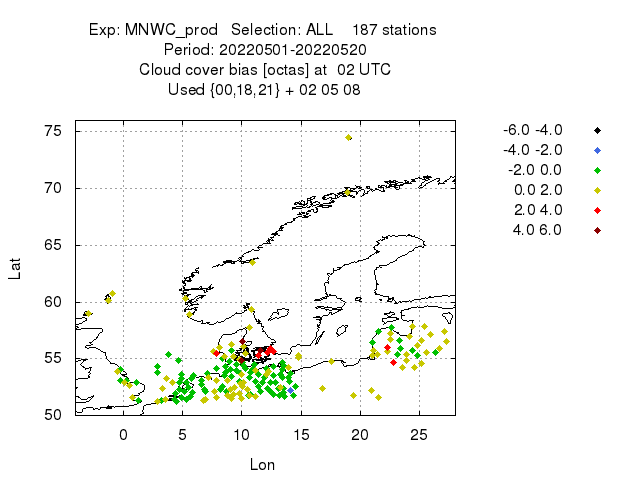 Exp: MNWC_prod   Selection: ALL    187 stations
Period: 20220501-20220520
Cloud cover bias [octas] at  02 UTC
Used {00,18,21} + 02 05 08
-6.0 -4.0
-4.0 -2.0
-2.0 0.0
0.0 2.0
2.0 4.0
4.0 6.0
75
70
65
60
55
50
Lat
0 5 10 15 20 25
Lon